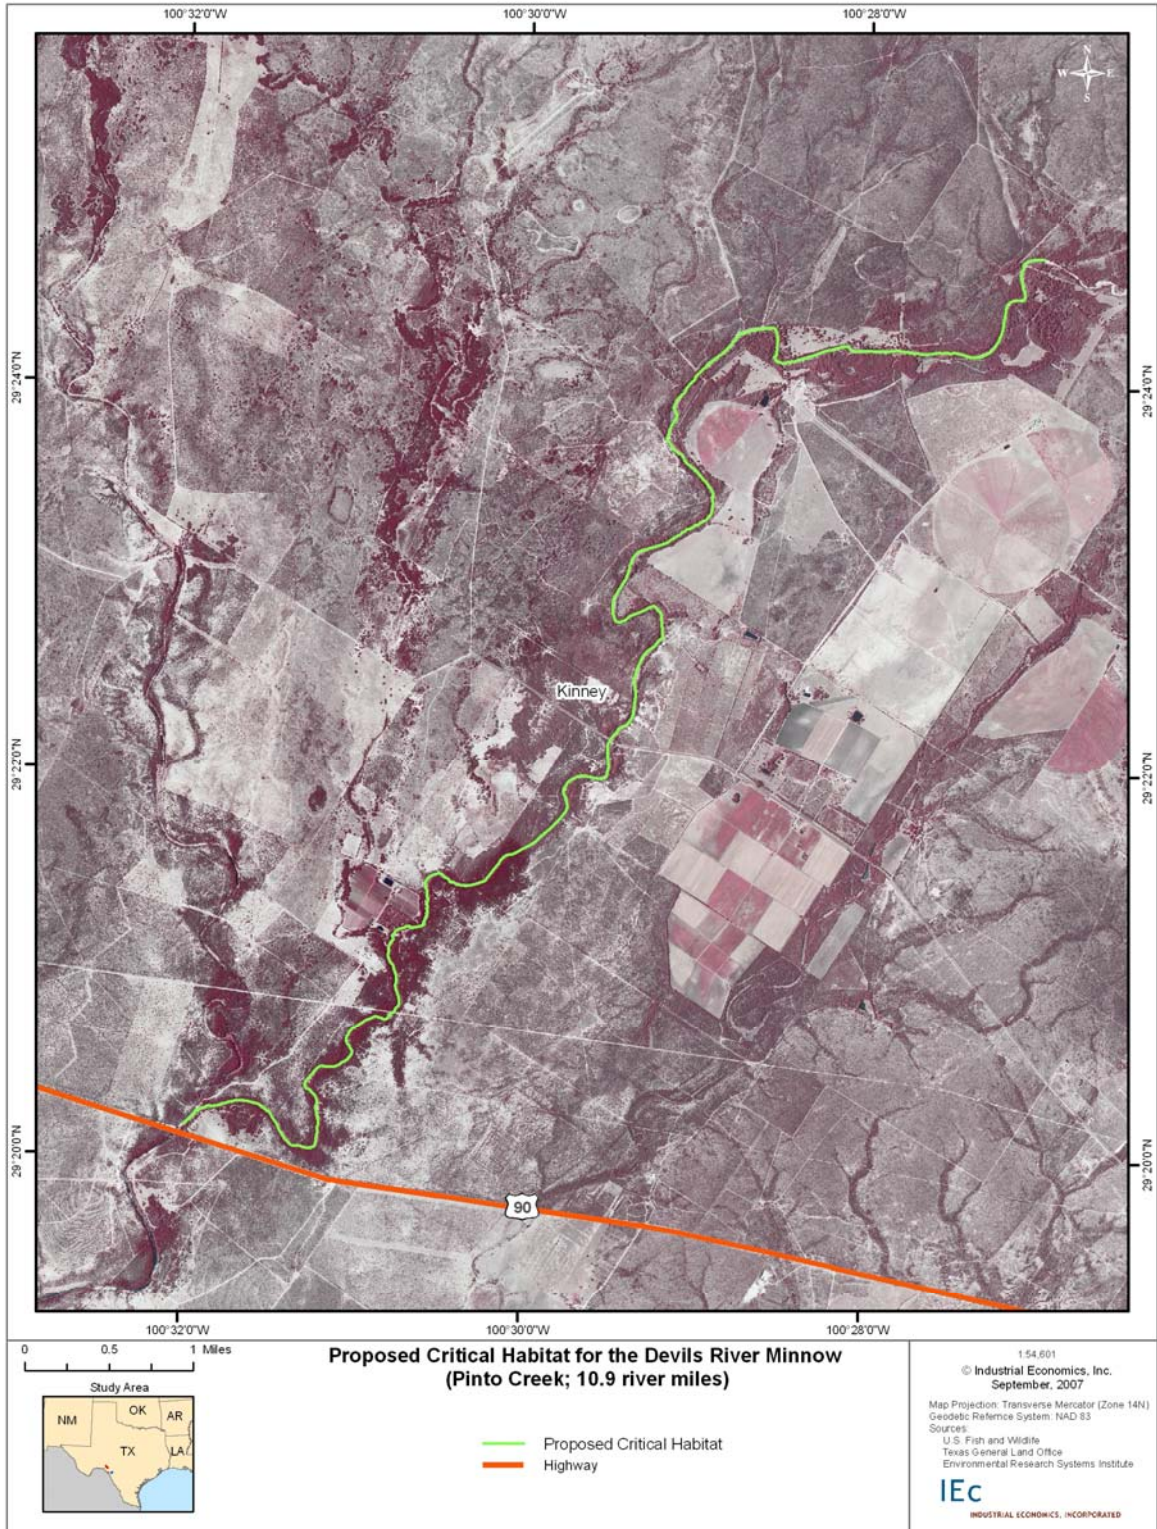 100°32'0"W 100°30'0"W 100°28'0"W
N
W E
S
29°24'0"N 29°24'0"N
Kinney
29°22'0"N 29°22'0"N
29°20'0"N 29°20'0"N
90
100°32'0"W 100°30'0"W 100°28'0"W
0 0.5 1 Miles
Study Area
NM OK AR
TX LA
Proposed Critical Habitat for the Devils River Minnow
(Pinto Creek; 10.9 river miles)
Proposed Critical Habitat
Highway
1:54,601
© Industrial Economics, Inc.
September, 2007
Map Projection: Transverse Mercator (Zone 14N)
Geodetic Refernce System: NAD 83
Sources:
U.S. Fish and Wildlife
Texas General Land Office
Environmental Research Systems Institute
IEc
INDUSTRIAL ECONOMICS, INCORPORATED